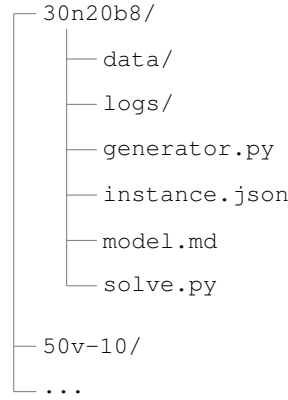 30n20b8/
data/
logs/
generator.py
instance.json
model.md
solve.py
50v-10/
...